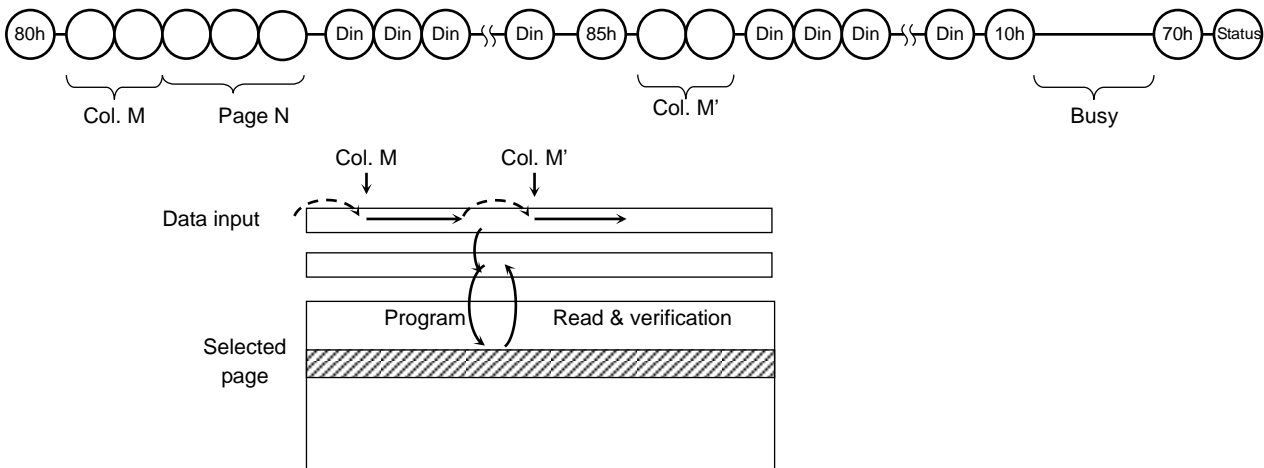 80h Din Din Din Din 85h Din Din Din Din 10h 70h Status
Col. M Page N Col. M’ Busy
Col. M Col. M’
Data input
Program Read & verification
Selected
page